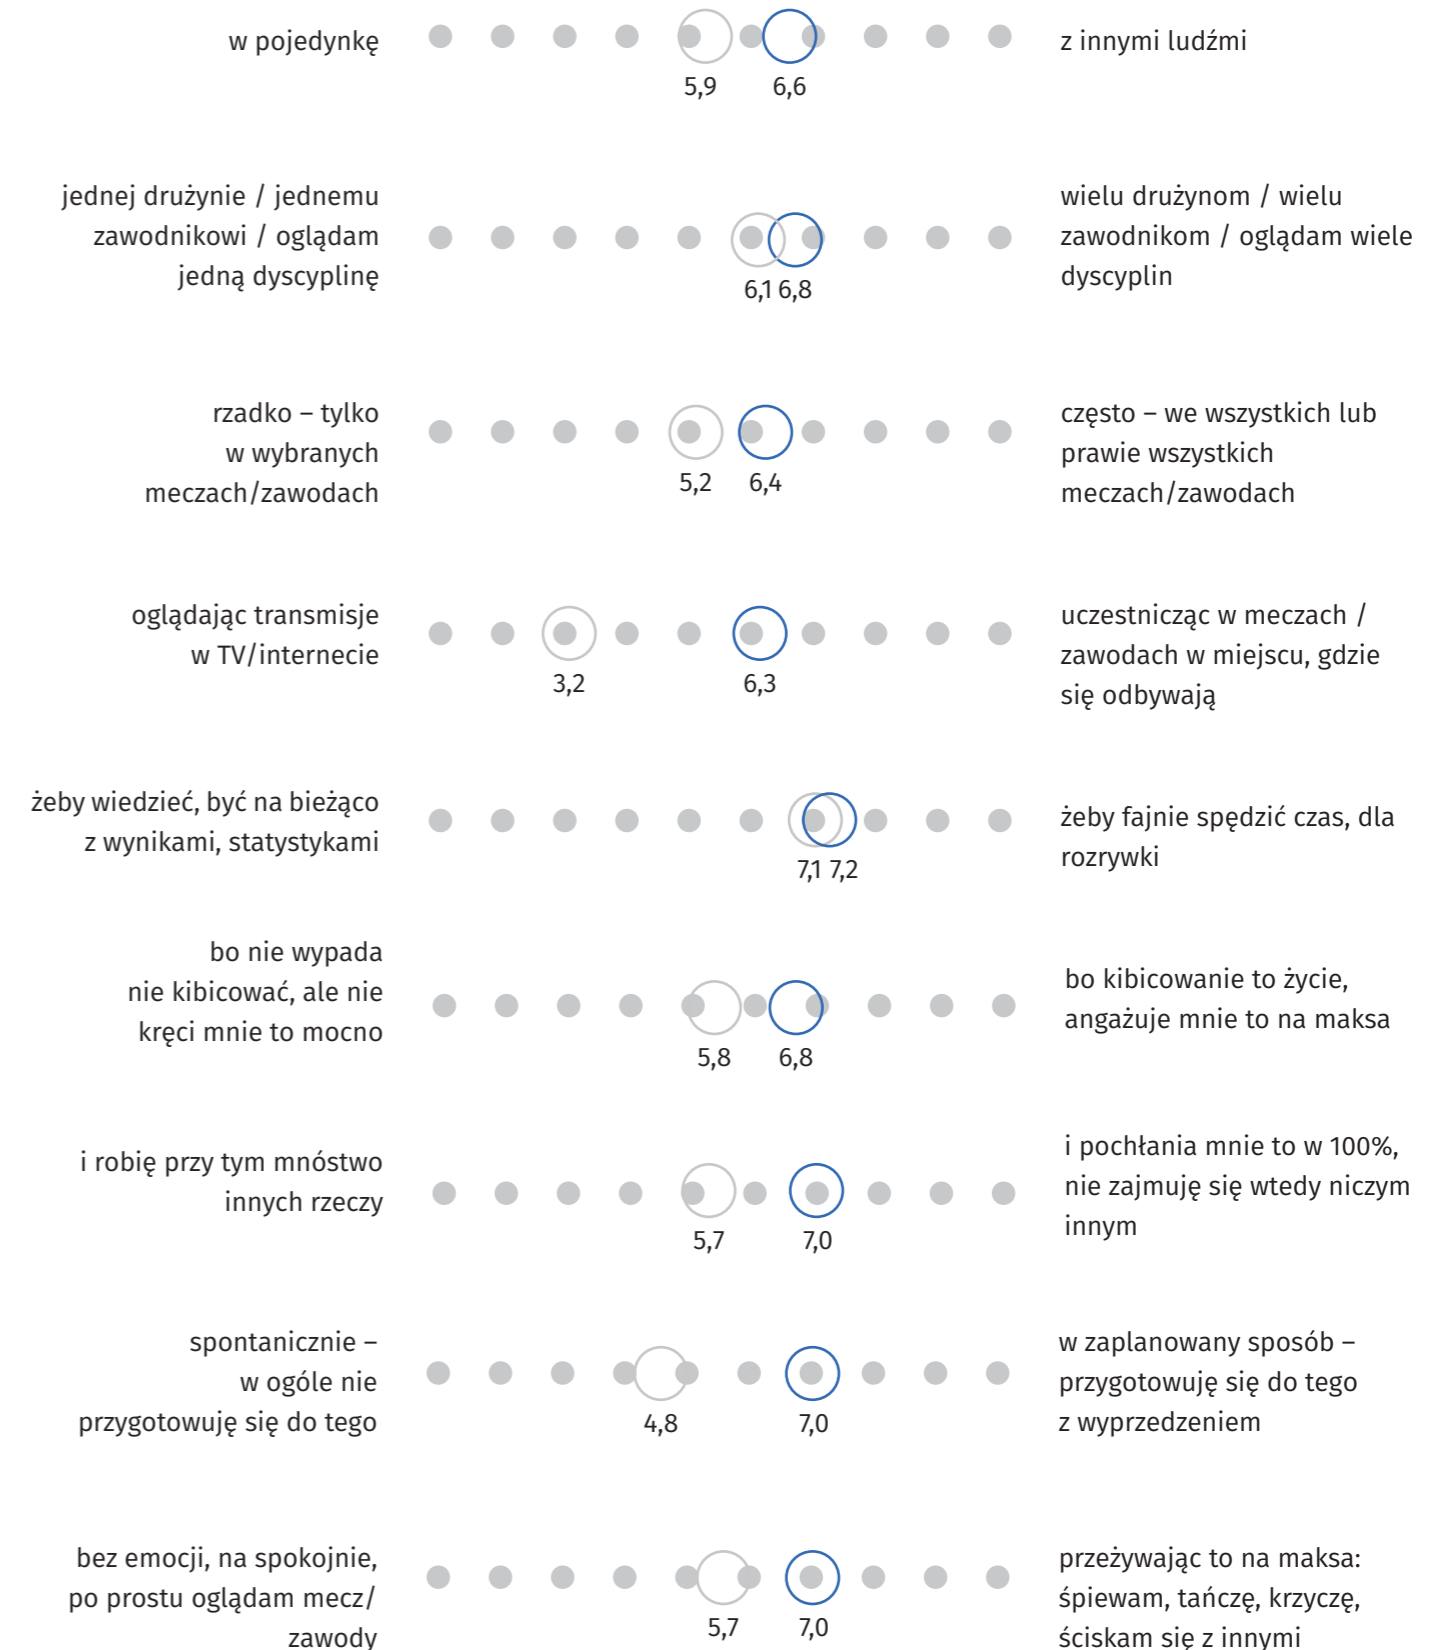 w pojedynkę
5,9 6,6
z innymi ludźmi
jednej drużynie / jednemu
zawodnikowi / oglądam
jedną dyscyplinę
6,1 6,8
wielu drużynom / wielu
zawodnikom / oglądam wiele
dyscyplin
rzadko – tylko
w wybranych
meczach/zawodach
5,2 6,4
często – we wszystkich lub
prawie wszystkich
meczach/zawodach
oglądając transmisje
w TV/internecie
3,2 6,3
uczestnicząc w meczach /
zawodach w miejscu, gdzie
się odbywają
żeby wiedzieć, być na bieżąco
z wynikami, statystykami
7,1 7,2
żeby fajnie spędzić czas, dla
rozrywki
bo nie wypada
nie kibicować, ale nie
kręci mnie to mocno
5,8 6,8
bo kibicowanie to życie,
angażuje mnie to na maksa
i robię przy tym mnóstwo
innych rzeczy
5,7 7,0
i pochłania mnie to w 100%,
nie zajmuję się wtedy niczym
innym
spontanicznie –
w ogóle nie
przygotowuję się do tego
4,8 7,0
w zaplanowany sposób –
przygotowuję się do tego
z wyprzedzeniem
bez emocji, na spokojnie,
po prostu oglądam mecz/
zawody
5,7 7,0
przeżywając to na maksa:
śpiewam, tańczę, krzyczę,
ściskam się z innymi